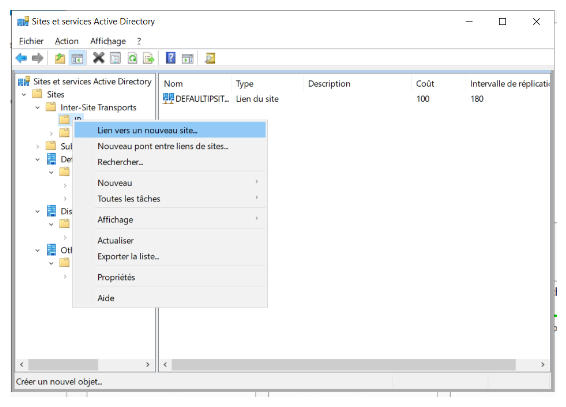 Sites et services Active Directory
Fichier Action Affichage ?
Sites et services Active Directory
Sites
Inter-Site Transports
IP
Sul
Def
Dis
Oth
Nom Type Description Coût Intervalle de réplicati
DEFAULTIPSIT... Lien du site 100 180
Lien vers un nouveau site...
Nouveau pont entre liens de sites...
Rechercher...
Nouveau
Toutes les tâches
Affichage
Actualiser
Exporter la liste...
Propriétés
Aide
Créer un nouvel objet...